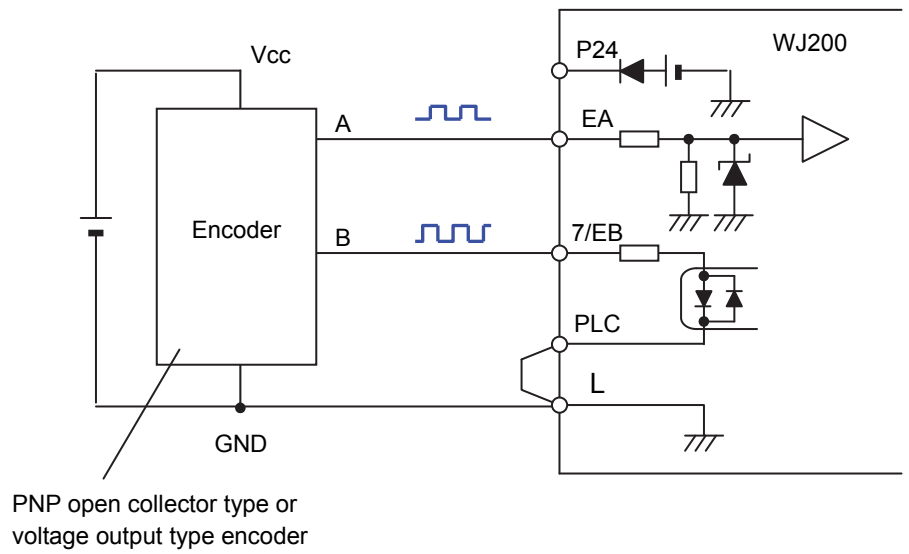 WJ200
P24
Vcc
EA
A
Encoder
B
7/EB
PLC
L
GND
PNP open collector type or
voltage output type encoder